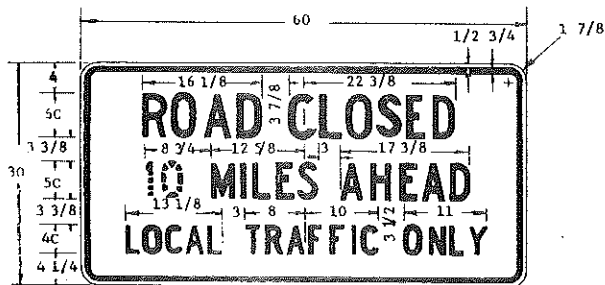 60
1/2 3/4 1 7/8
4 16 1/8 3 7/8 22 3/8
5C ROAD CLOSED
3 3/8 8 3/4 12 5/8 3 17 3/8
30
5C 10 MILES AHEAD
3 3/8 13 1/8 3 8 10 3 1/2 11
4C LOCAL TRAFFIC ONLY
4 1/4